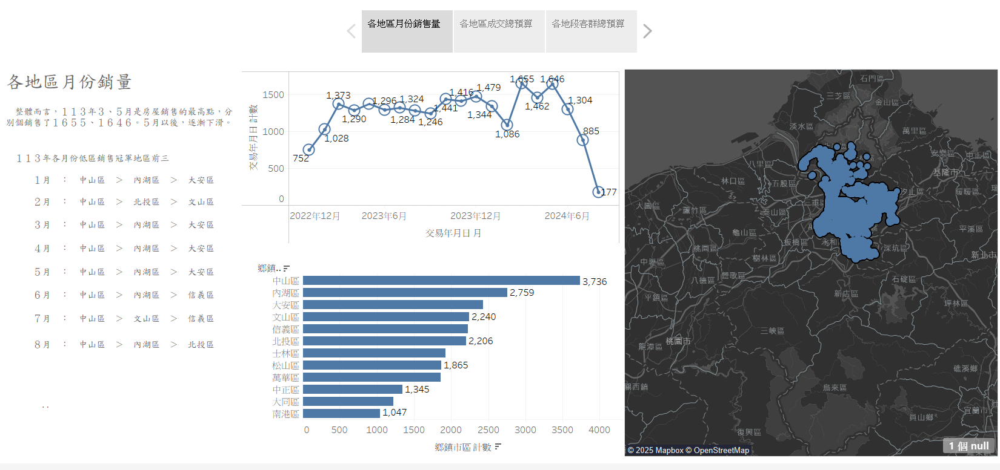 各地區月份銷售量
各地區成交總預算
各地段客群總預算
各地區月份銷量
整體而言，１１３年３、５月是房屋銷售的最高點，分
別個銷售了１６５５、１６４６。５月以後，逐漸下滑。
１１３年各月份低區銷售冠軍地區前三
１月 ： 中山區 ＞ 內湖區 ＞ 大安區
２月 ： 中山區 ＞ 北投區 ＞ 文山區
３月 ： 中山區 ＞ 內湖區 ＞ 大安區
４月 ： 中山區 ＞ 內湖區 ＞ 大安區
５月 ： 中山區 ＞ 內湖區 ＞ 大安區
６月 ： 中山區 ＞ 內湖區 ＞ 信義區
７月 ： 中山區 ＞ 文山區 ＞ 信義區
８月 ： 中山區 ＞ 內湖區 ＞ 北投區
..
交易年月日 計數
1500
1000
500
0
752
1,028
1,373
1,290
1,296
1,284
1,324
1,246
1,441
1,416
1,479
1,344
1,086
1,655
1,462
1,646
1,304
885
177
2022年12月
2023年6月
2023年12月
2024年6月
交易年月日 月
鄉鎮..
中山區 3,736
內湖區 2,759
大安區
文山區 2,240
信義區
北投區 2,206
士林區
松山區 1,865
萬華區
中正區 1,345
大同區
南港區 1,047
0 500 1000 1500 2000 2500 3000 3500 4000
鄉鎮市區 計數
石門區
三芝區
金山區
淡水區
萬里區
安樂區
中正區
八里區
基隆市
林口區
五股區
汐止區
暖暖區
瑞
大園區
蘆竹區
泰山區
平溪區
龜山區
板橋區
永和
深坑區
桃園區
新北市
樹林區
中壢區
鶯歌區
八德區
石碇區
平鎮區
新店區
坪林區
三峽區
桃園市
龍潭區
礁溪鄉
關西鎮
烏來區
壯
宜蘭市
員山鄉
復興區
© 2025 Mapbox © OpenStreetMap
1 個 null